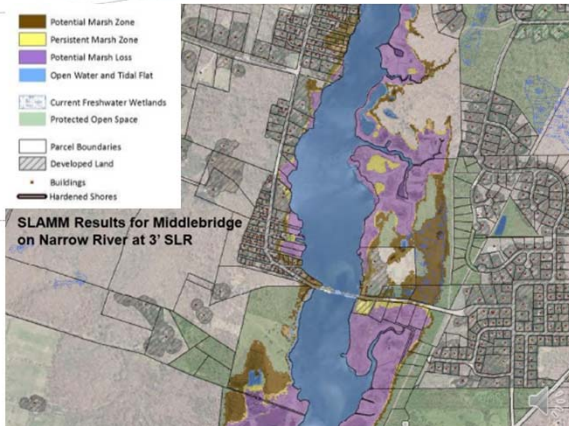 Potential Marsh Zone
Persistent Marsh Zone
Potential Marsh Loss
Open Water and Tidal Flat
Current Freshwater Wetlands
Protected Open Space
Parcel Boundaries
Developed Land
Buildings
Hardened Shores
SLAMM Results for Middlebridge
on Narrow River at 3' SLR